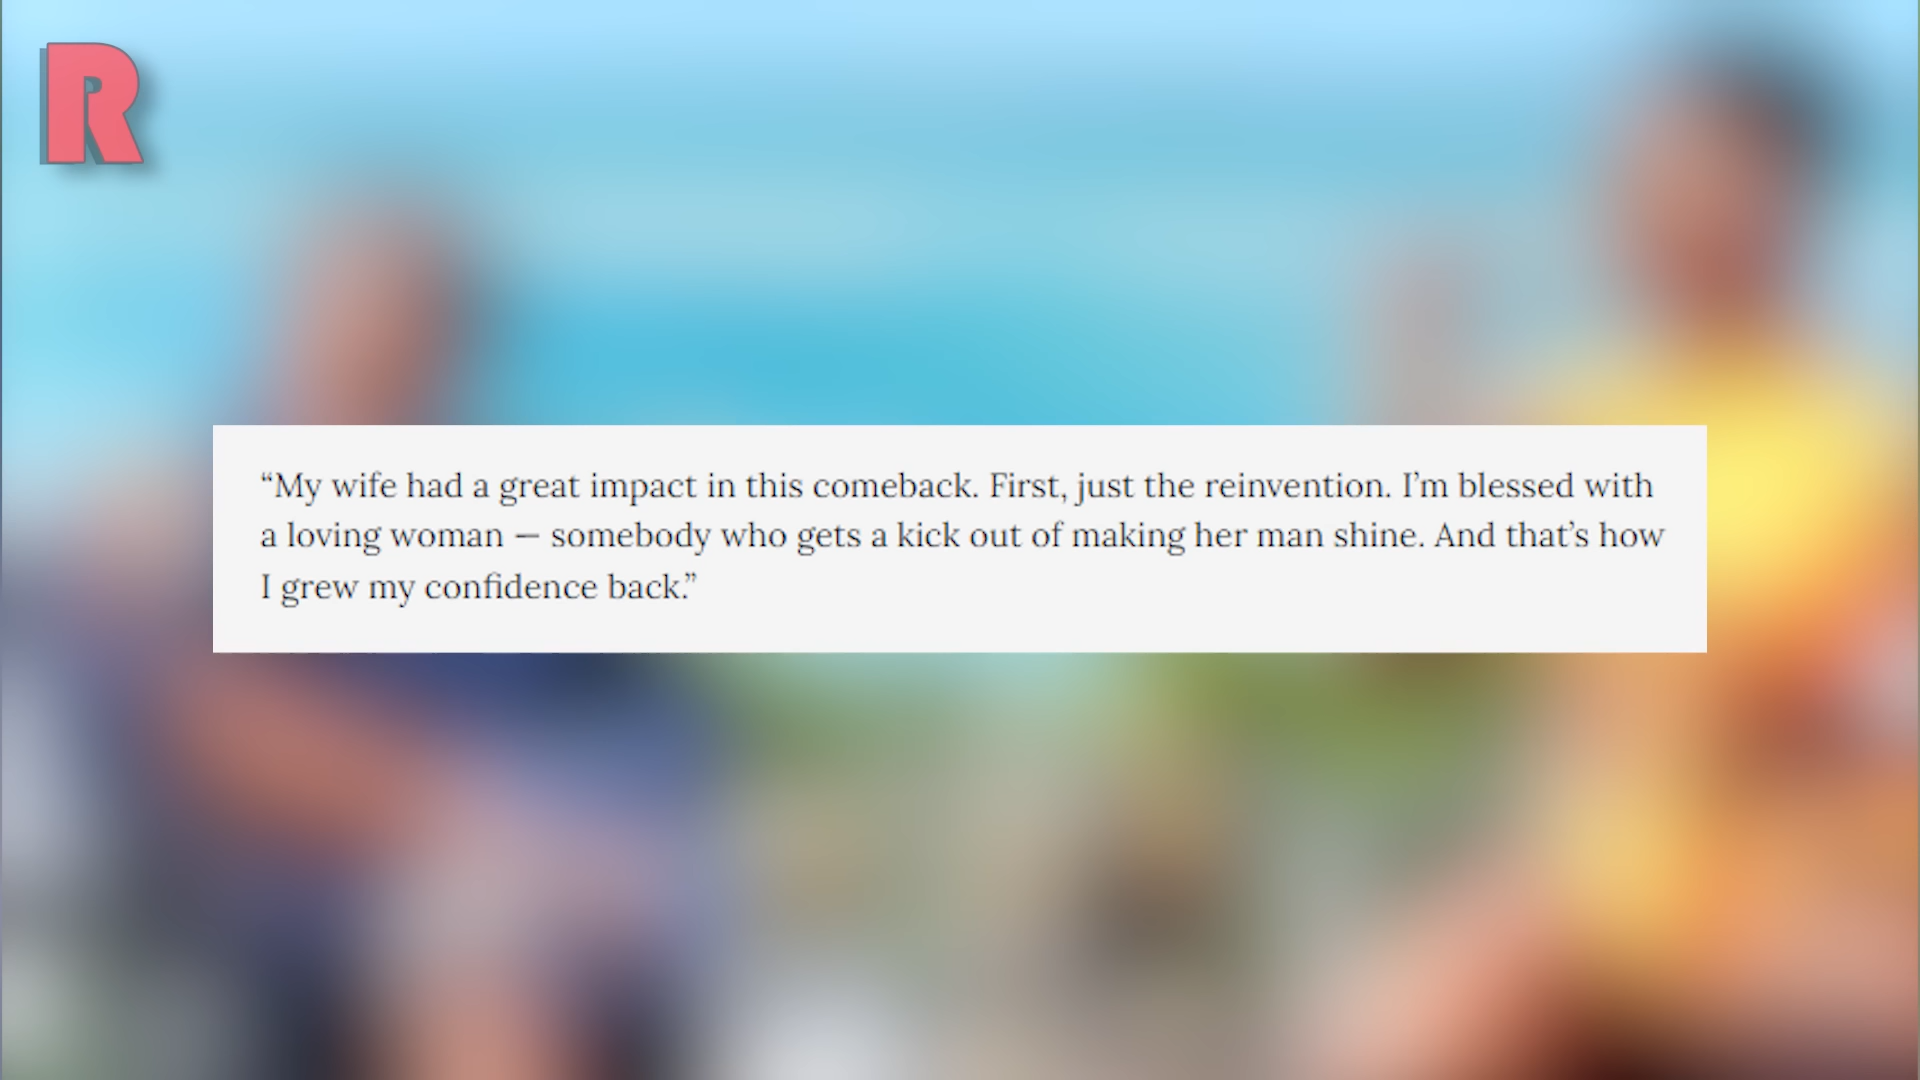 R
“My wife had a great impact in this comeback. First, just the reinvention. I’m blessed with
a loving woman — somebody who gets a kick out of making her man shine. And that’s how
I grew my confidence back.”